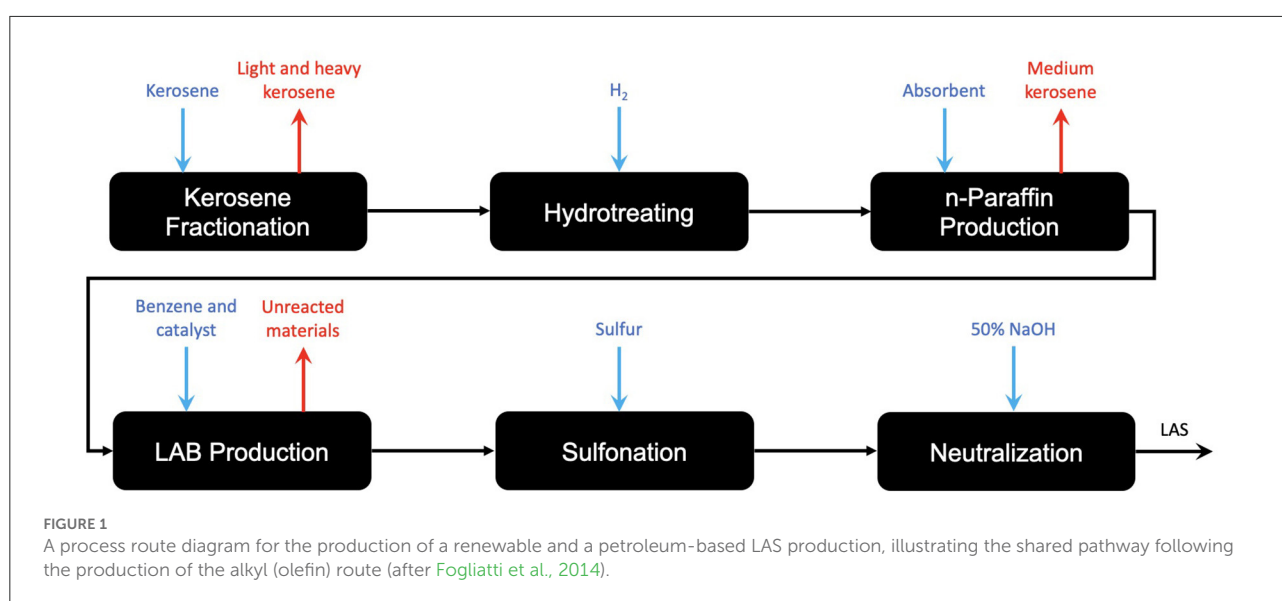 Kerosene
Light and heavy
kerosene
H₂
Absorbent
Medium
kerosene
Kerosene
Fractionation
Hydrotreating
n-Paraffin
Production
Benzene and
catalyst
Unreacted
materials
Sulfur
50% NaOH
LAB Production
Sulfonation
Neutralization
LAS
FIGURE 1
A process route diagram for the production of a renewable and a petroleum-based LAS production, illustrating the shared pathway following
the production of the alkyl (olefin) route (after Fogliatti et al., 2014).